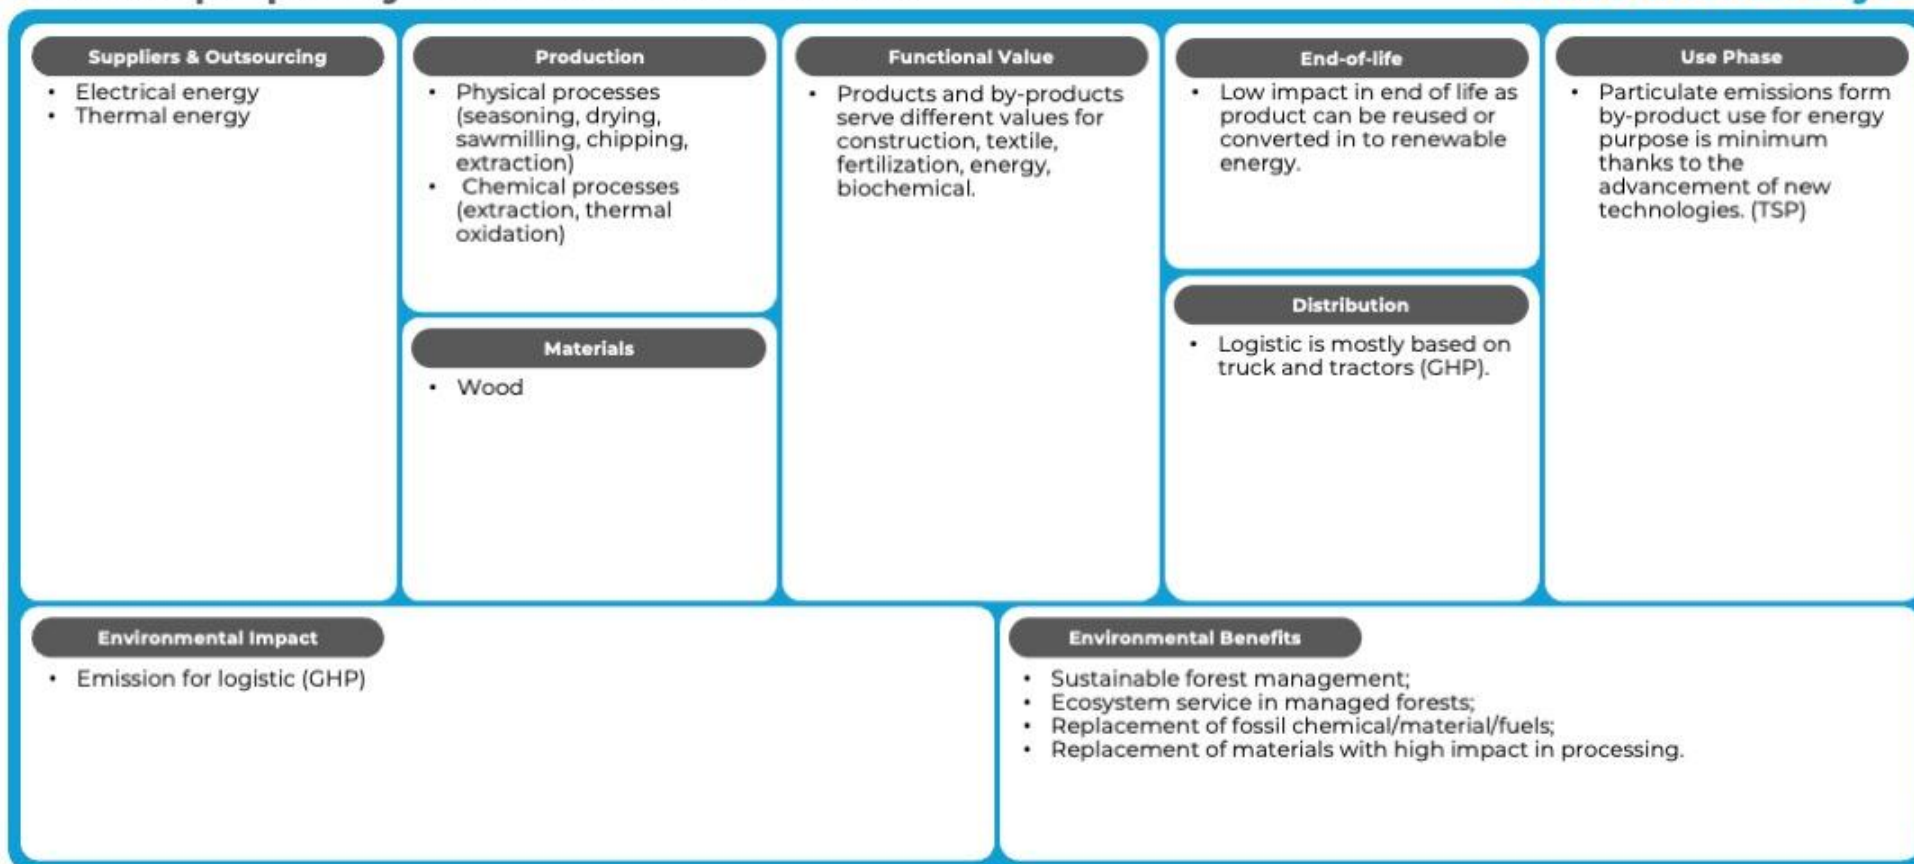 Suppliers & Outsourcing
• Electrical energy
• Thermal energy
Production
• Physical processes
(seasoning, drying,
sawmilling, chipping,
extraction)
• Chemical processes
(extraction, thermal
oxidation)
Materials
• Wood
Functional Value
• Products and by-products
serve different values for
construction, textile,
fertilization, energy,
biochemical.
End-of-life
• Low impact in end of life as
product can be reused or
converted in to renewable
energy.
Distribution
• Logistic is mostly based on
truck and tractors (GHP).
Use Phase
• Particulate emissions form
by-product use for energy
purpose is minimum
thanks to the
advancement of new
technologies. (TSP)
Environmental Impact
• Emission for logistic (GHP)
Environmental Benefits
• Sustainable forest management;
• Ecosystem service in managed forests;
• Replacement of fossil chemical/material/fuels;
• Replacement of materials with high impact in processing.